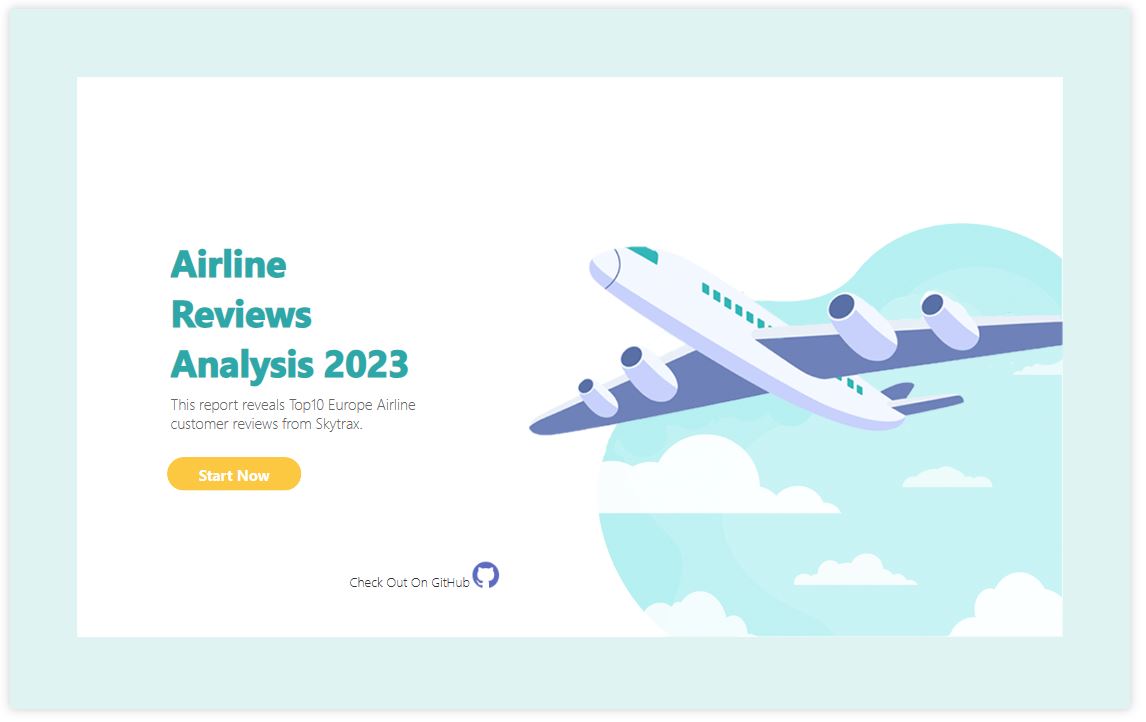 Airline
Reviews
Analysis 2023
This report reveals Top10 Europe Airline
customer reviews from Skytrax.
Start Now
Check Out On GitHub